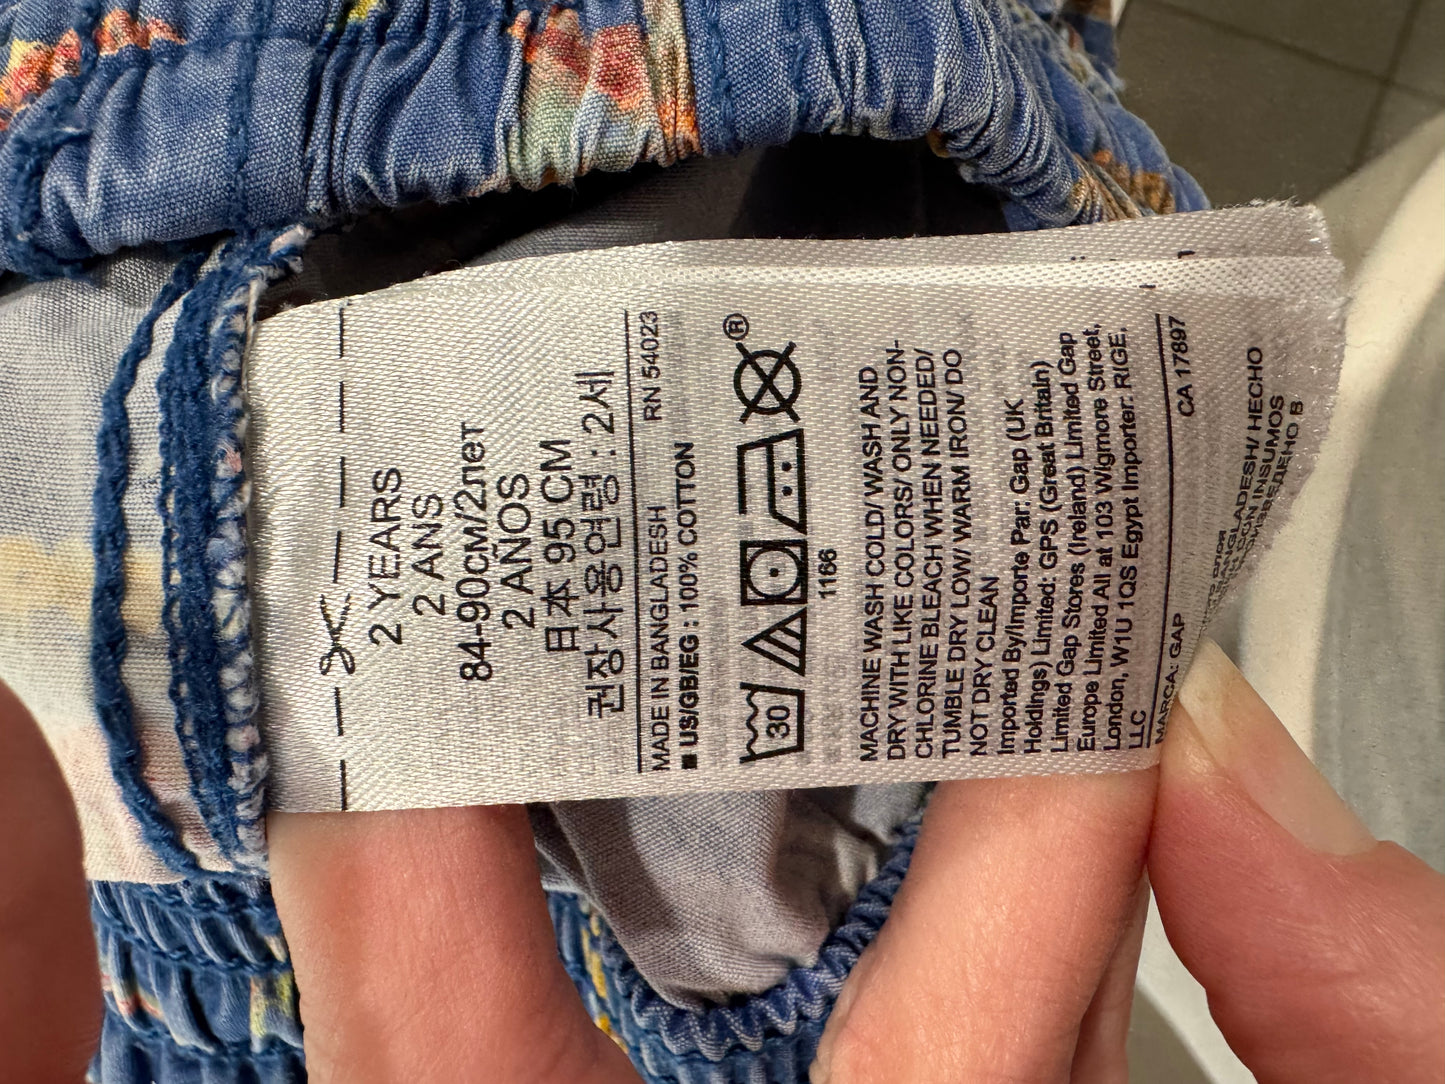 2 YEARS
2 ANS
84-90см/2лет
2 AÑOS
日本 95 CM
권장사용연령 : 2세
MADE IN BANGLADESH RN 54023
■ US/GB/EG : 100% COTTON
30
®
1166
MACHINE WASH COLD/ WASH AND
DRY WITH LIKE COLORS/ ONLY NON-
CHLORINE BLEACH WHEN NEEDED/
TUMBLE DRY LOW/ WARM IRON/ DO
NOT DRY CLEAN
Imported By/Importe Par: Gap (UK
Holdings) Limited: GPS (Great Britain)
Limited Gap Stores (Ireland) Limited Gap
Europe Limited All at 103 Wigmore Street,
London, W1U 1QS Egypt Importer: RIGE,
LLC
CA 17897
MARCA: GAP
BANGLADESH/ HECHO
CON INSUMOS
B